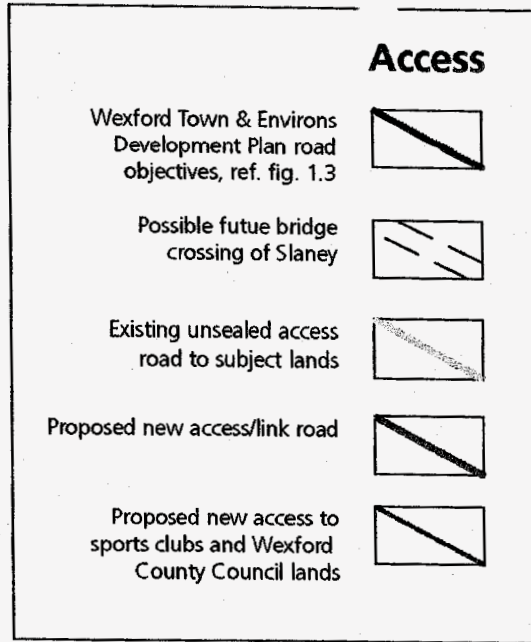 Access
Wexford Town & Environs
Development Plan road
objectives, ref. fig. 1.3
Possible futue bridge
crossing of Slaney
Existing unsealed access
road to subject lands
Proposed new access/link road
Proposed new access to
sports clubs and Wexford
County Council lands